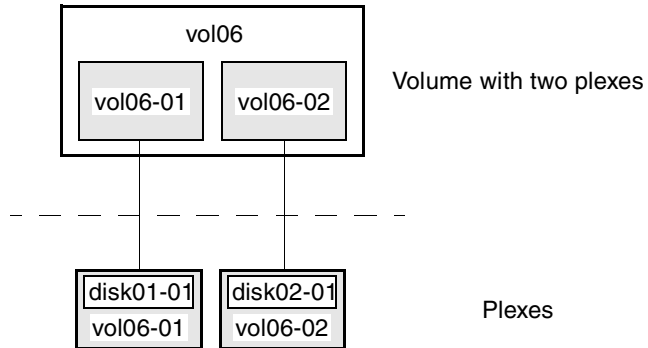 vol06
vol06-01
vol06-02
Volume with two plexes
disk01-01
disk02-01
vol06-01
vol06-02
Plexes